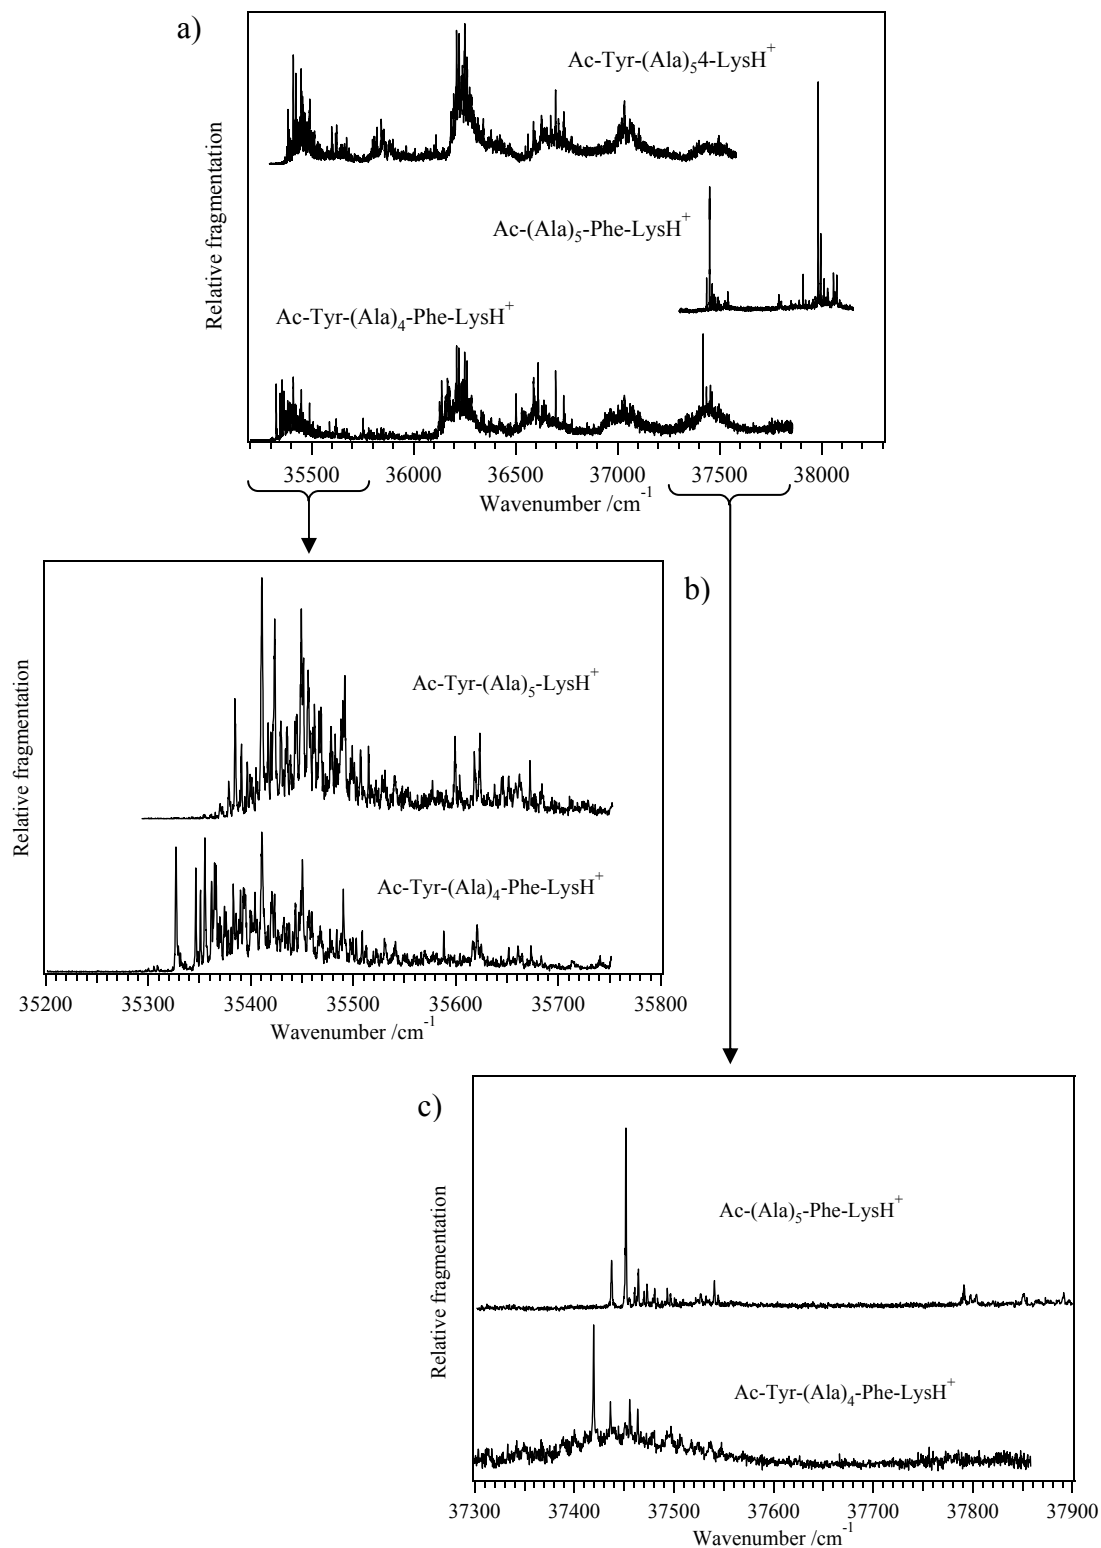 a)
Ac-Tyr-(Ala)₅4-LysH⁺
Ac-(Ala)₅-Phe-LysH⁺
Ac-Tyr-(Ala)₄-Phe-LysH⁺
Relative fragmentation
35500 36000 36500 37000 37500 38000
Wavenumber /cm⁻¹
b)
Ac-Tyr-(Ala)₅-LysH⁺
Ac-Tyr-(Ala)₄-Phe-LysH⁺
Relative fragmentation
35200 35300 35400 35500 35600 35700 35800
Wavenumber /cm⁻¹
c)
Ac-(Ala)₅-Phe-LysH⁺
Ac-Tyr-(Ala)₄-Phe-LysH⁺
Relative fragmentation
37300 37400 37500 37600 37700 37800 37900
Wavenumber /cm⁻¹